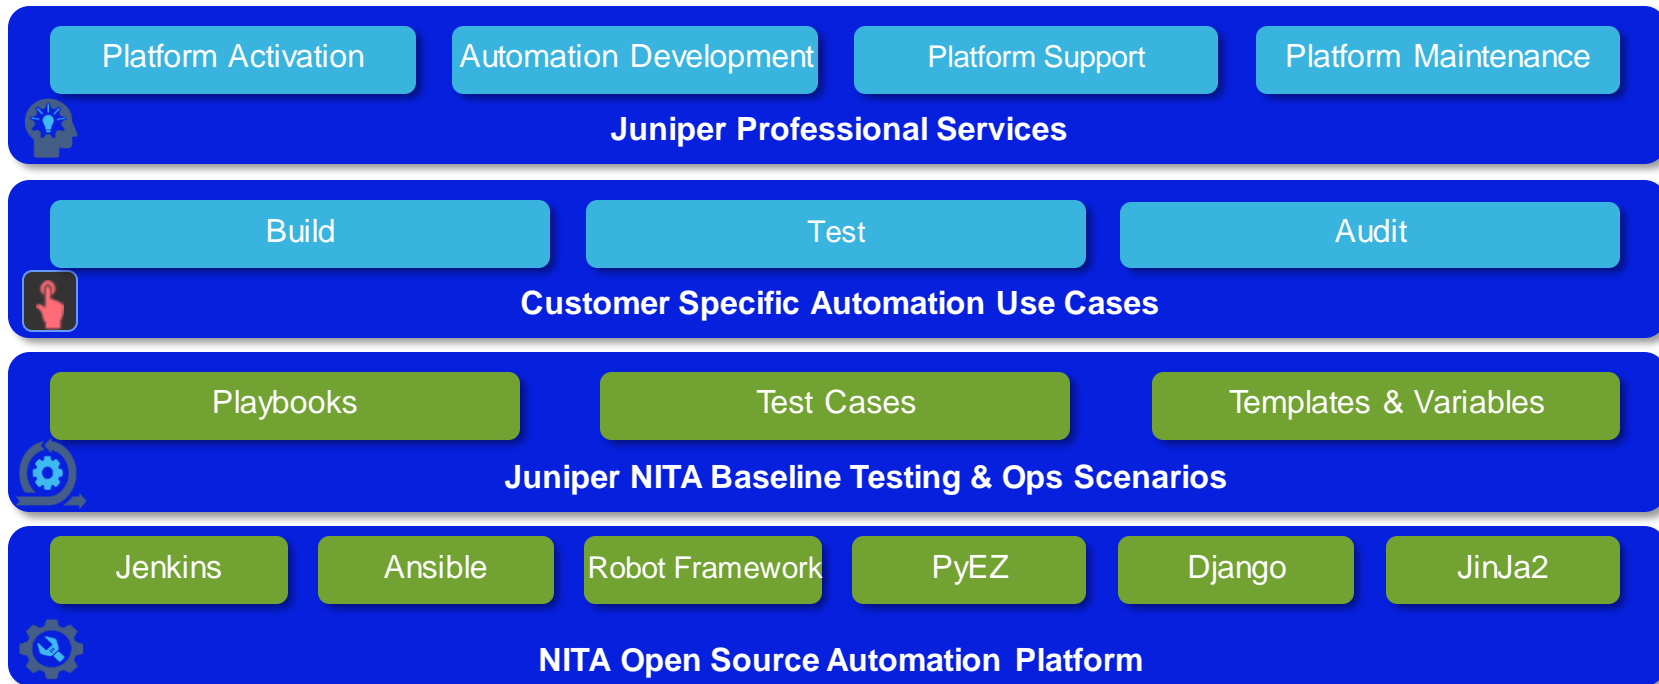 Platform Activation
Automation Development
Platform Support
Platform Maintenance
Juniper Professional Services
Build
Test
Audit
Customer Specific Automation Use Cases
Playbooks
Test Cases
Templates & Variables
Juniper NITA Baseline Testing & Ops Scenarios
Jenkins
Ansible
Robot Framework
PyEZ
Django
JinJa2
NITA Open Source Automation Platform